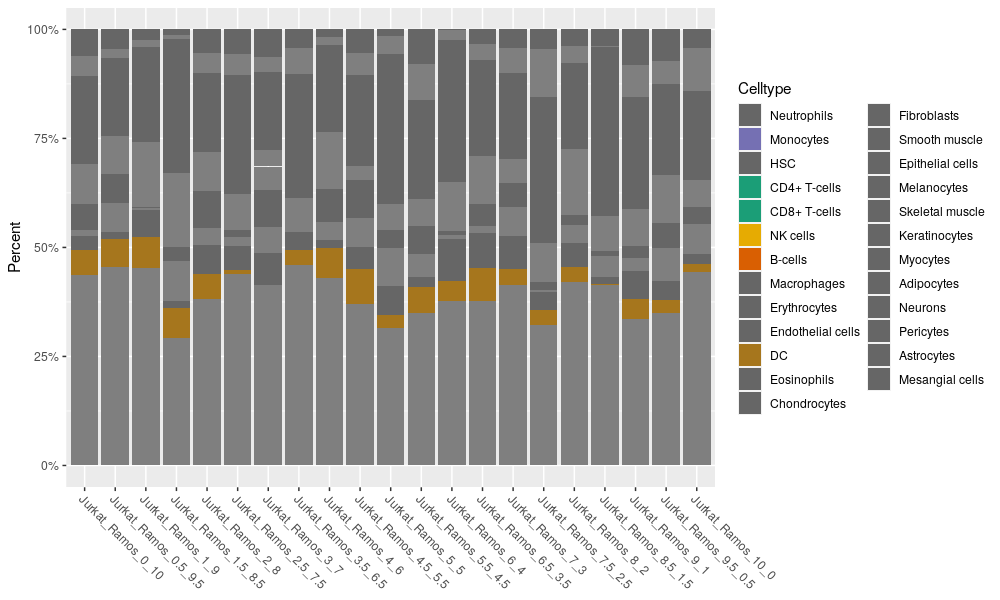 100%
75%
50%
25%
0%
Percent
Jurkat_Ramos_0_10
Jurkat_Ramos_0.5_9.5
Jurkat_Ramos_1_9
Jurkat_Ramos_1.5_8.5
Jurkat_Ramos_2_8
Jurkat_Ramos_2.5_7.5
Jurkat_Ramos_3_7
Jurkat_Ramos_3.5_6.5
Jurkat_Ramos_4_6
Jurkat_Ramos_4.5_5.5
Jurkat_Ramos_5_5
Jurkat_Ramos_5.5_4.5
Jurkat_Ramos_6_4
Jurkat_Ramos_6.5_3.5
Jurkat_Ramos_7_3
Jurkat_Ramos_7.5_2.5
Jurkat_Ramos_8_2
Jurkat_Ramos_8.5_1.5
Jurkat_Ramos_9_1
Jurkat_Ramos_9.5_0.5
Jurkat_Ramos_10_0
Celltype
Neutrophils
Monocytes
HSC
CD4+ T-cells
CD8+ T-cells
NK cells
B-cells
Macrophages
Erythrocytes
Endothelial cells
DC
Eosinophils
Chondrocytes
Fibroblasts
Smooth muscle
Epithelial cells
Melanocytes
Skeletal muscle
Keratinocytes
Myocytes
Adipocytes
Neurons
Pericytes
Astrocytes
Mesangial cells